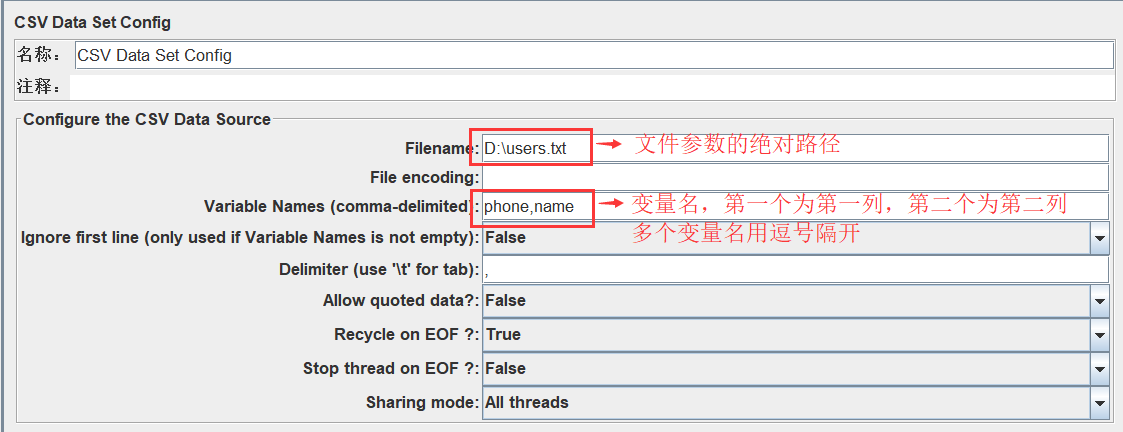 CSV Data Set Config
名称： CSV Data Set Config
注释：
Configure the CSV Data Source
Filename: D:\users.txt 文件参数的绝对路径
File encoding:
Variable Names (comma-delimited): phone,name 变量名，第一个为第一列，第二个为第二列
多个变量名用逗号隔开
Ignore first line (only used if Variable Names is not empty): False
Delimiter (use '\t' for tab): ,
Allow quoted data?: False
Recycle on EOF ?: True
Stop thread on EOF ?: False
Sharing mode: All threads